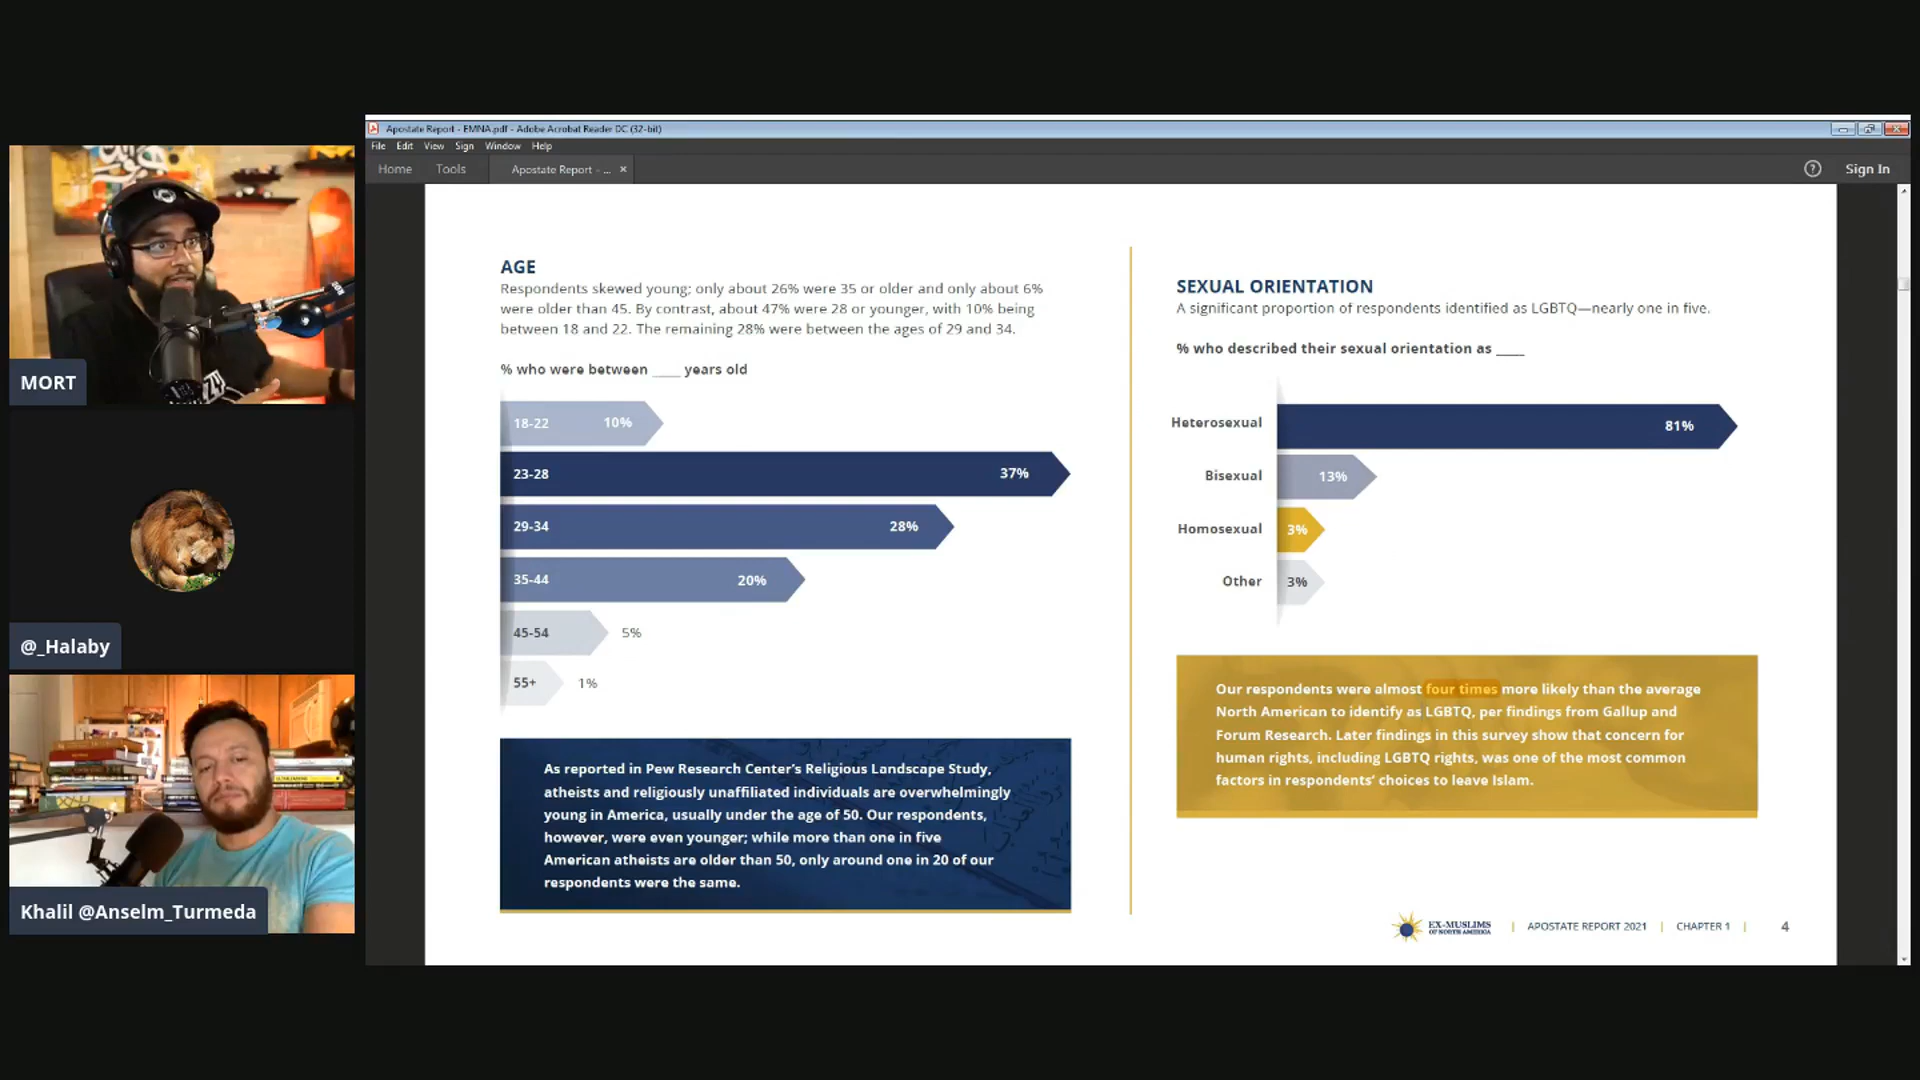 Apostate Report - EMNA.pdf - Adobe Acrobat Reader DC (32-bit)
File Edit View Sign Window Help
Home Tools Apostate Report - ... × ? Sign In
MORT
@_Halaby
Khalil @Anselm_Turmeda
AGE
Respondents skewed young; only about 26% were 35 or older and only about 6%
were older than 45. By contrast, about 47% were 28 or younger, with 10% being
between 18 and 22. The remaining 28% were between the ages of 29 and 34.
% who were between ____ years old
18-22 10%
23-28 37%
29-34 28%
35-44 20%
45-54 5%
55+ 1%
As reported in Pew Research Center's Religious Landscape Study,
atheists and religiously unaffiliated individuals are overwhelmingly
young in America, usually under the age of 50. Our respondents,
however, were even younger; while more than one in five
American atheists are older than 50, only around one in 20 of our
respondents were the same.
SEXUAL ORIENTATION
A significant proportion of respondents identified as LGBTQ—nearly one in five.
% who described their sexual orientation as ____
Heterosexual 81%
Bisexual 13%
Homosexual 3%
Other 3%
Our respondents were almost four times more likely than the average
North American to identify as LGBTQ, per findings from Gallup and
Forum Research. Later findings in this survey show that concern for
human rights, including LGBTQ rights, was one of the most common
factors in respondents' choices to leave Islam.
EX-MUSLIMS
OF NORTH AMERICA
| APOSTATE REPORT 2021 | CHAPTER 1 | 4